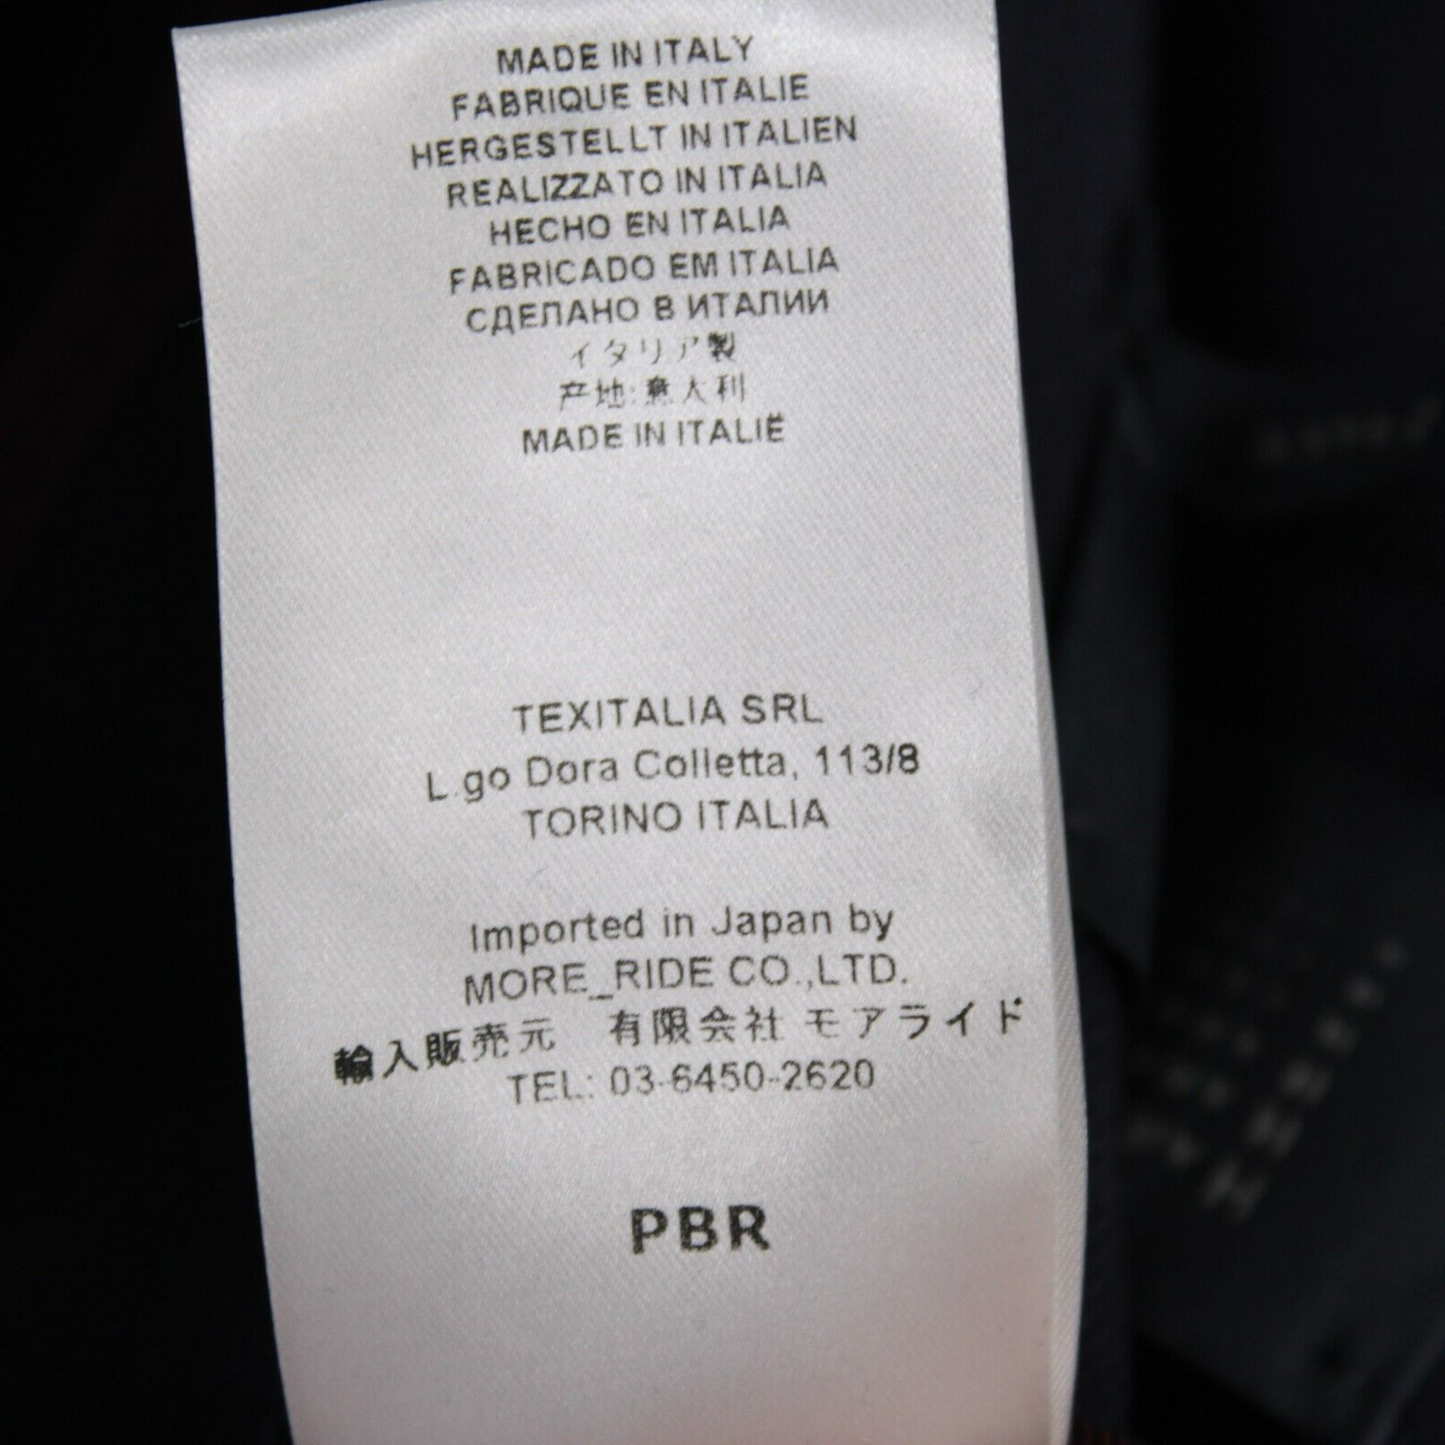 MADE IN ITALY
FABRIQUE EN ITALIE
HERGESTELLT IN ITALIEN
REALIZZATO IN ITALIA
HECHO EN ITALIA
FABRICADO EM ITALIA
СДЕЛАНО В ИТАЛИИ
イタリア製
产地:意大利
MADE IN ITALIË
TEXITALIA SRL
L.go Dora Colletta, 113/8
TORINO ITALIA
Imported in Japan by
MORE_RIDE CO.,LTD.
輸入販売元　有限会社 モアライド
TEL: 03-6450-2620
PBR